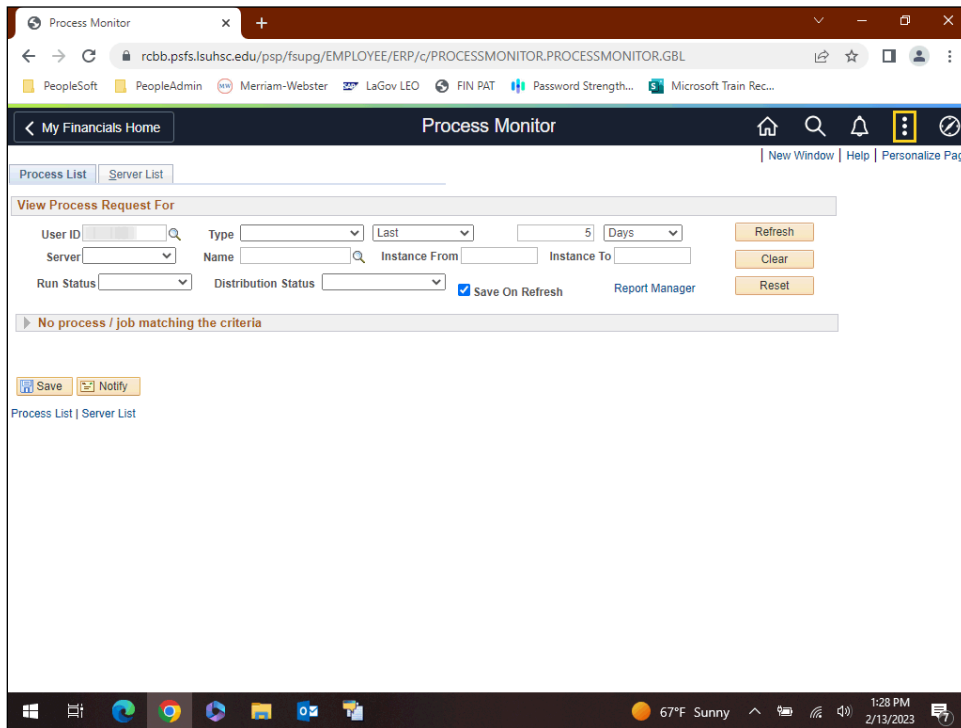 Process Monitor
rcbb.psfs.lsuhsc.edu/psp/fsupg/EMPLOYEE/ERP/c/PROCESSMONITOR.PROCESSMONITOR.GBL
PeopleSoft PeopleAdmin MW Merriam-Webster SAP LaGov LEO FIN PAT Password Strength... S Microsoft Train Rec...
My Financials Home Process Monitor
New Window | Help | Personalize Pag
Process List Server List
View Process Request For
User ID Type Last 5 Days Refresh
Server Name Instance From Instance To Clear
Run Status Distribution Status Save On Refresh Report Manager Reset
No process / job matching the criteria
Save Notify
Process List | Server List
67°F Sunny 1:28 PM
2/13/2023 7